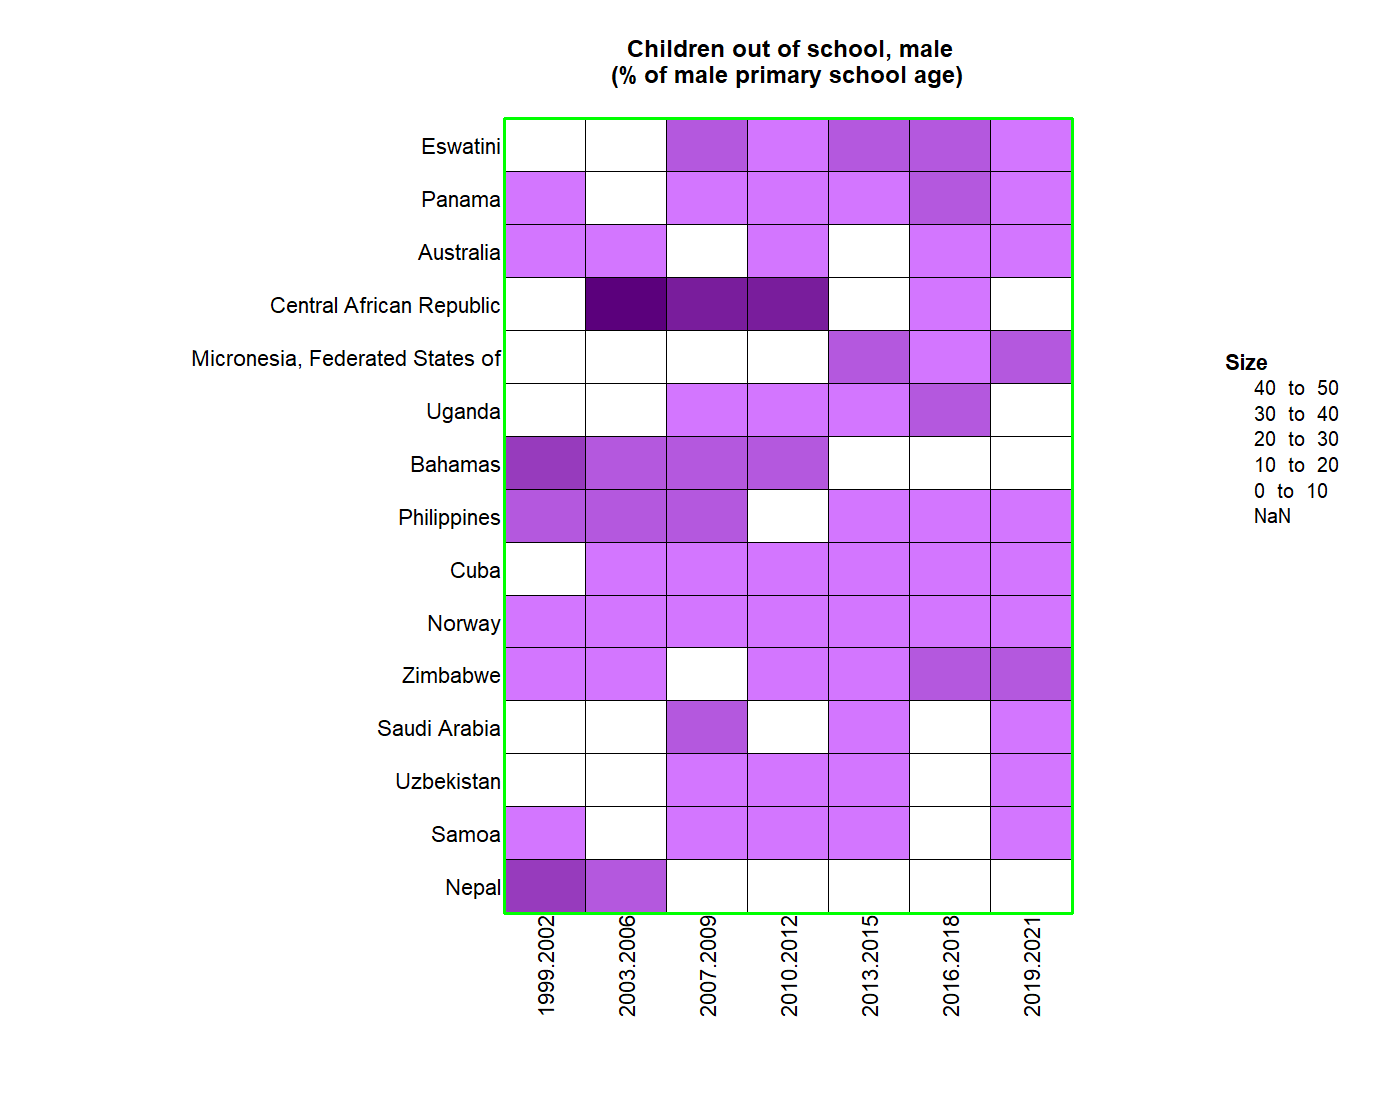 Children out of school, male
(% of male primary school age)
Eswatini
Panama
Australia
Central African Republic
Micronesia, Federated States of
Uganda
Bahamas
Philippines
Cuba
Norway
Zimbabwe
Saudi Arabia
Uzbekistan
Samoa
Nepal
1999.2002
2003.2006
2007.2009
2010.2012
2013.2015
2016.2018
2019.2021
Size
40 to 50
30 to 40
20 to 30
10 to 20
0 to 10
NaN